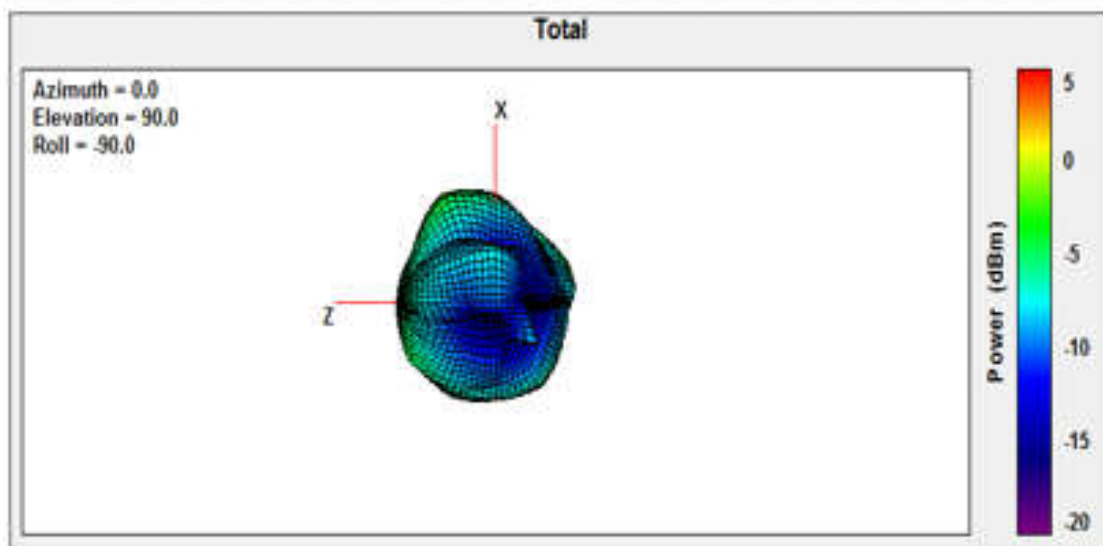 Total
Azimuth = 0.0
Elevation = 90.0
Roll = -90.0
X
Z
Power (dBm)
5
0
-5
-10
-15
-20